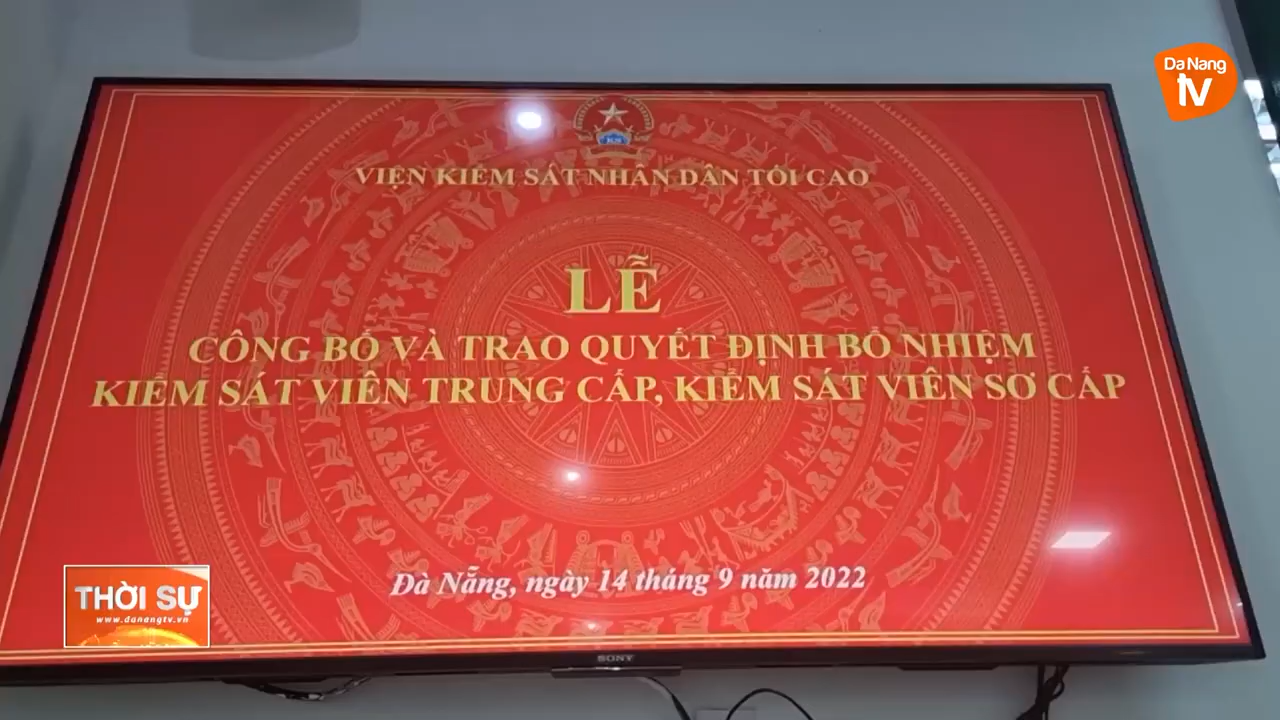 Da Nang
tv
VIỆN KIỂM SÁT NHÂN DÂN TỐI CAO
LỄ
CÔNG BỐ VÀ TRAO QUYẾT ĐỊNH BỔ NHIỆM
KIỂM SÁT VIÊN TRUNG CẤP, KIỂM SÁT VIÊN SƠ CẤP
Đà Nẵng, ngày 14 tháng 9 năm 2022
THỜI SỰ
www.danangtv.vn
SONY